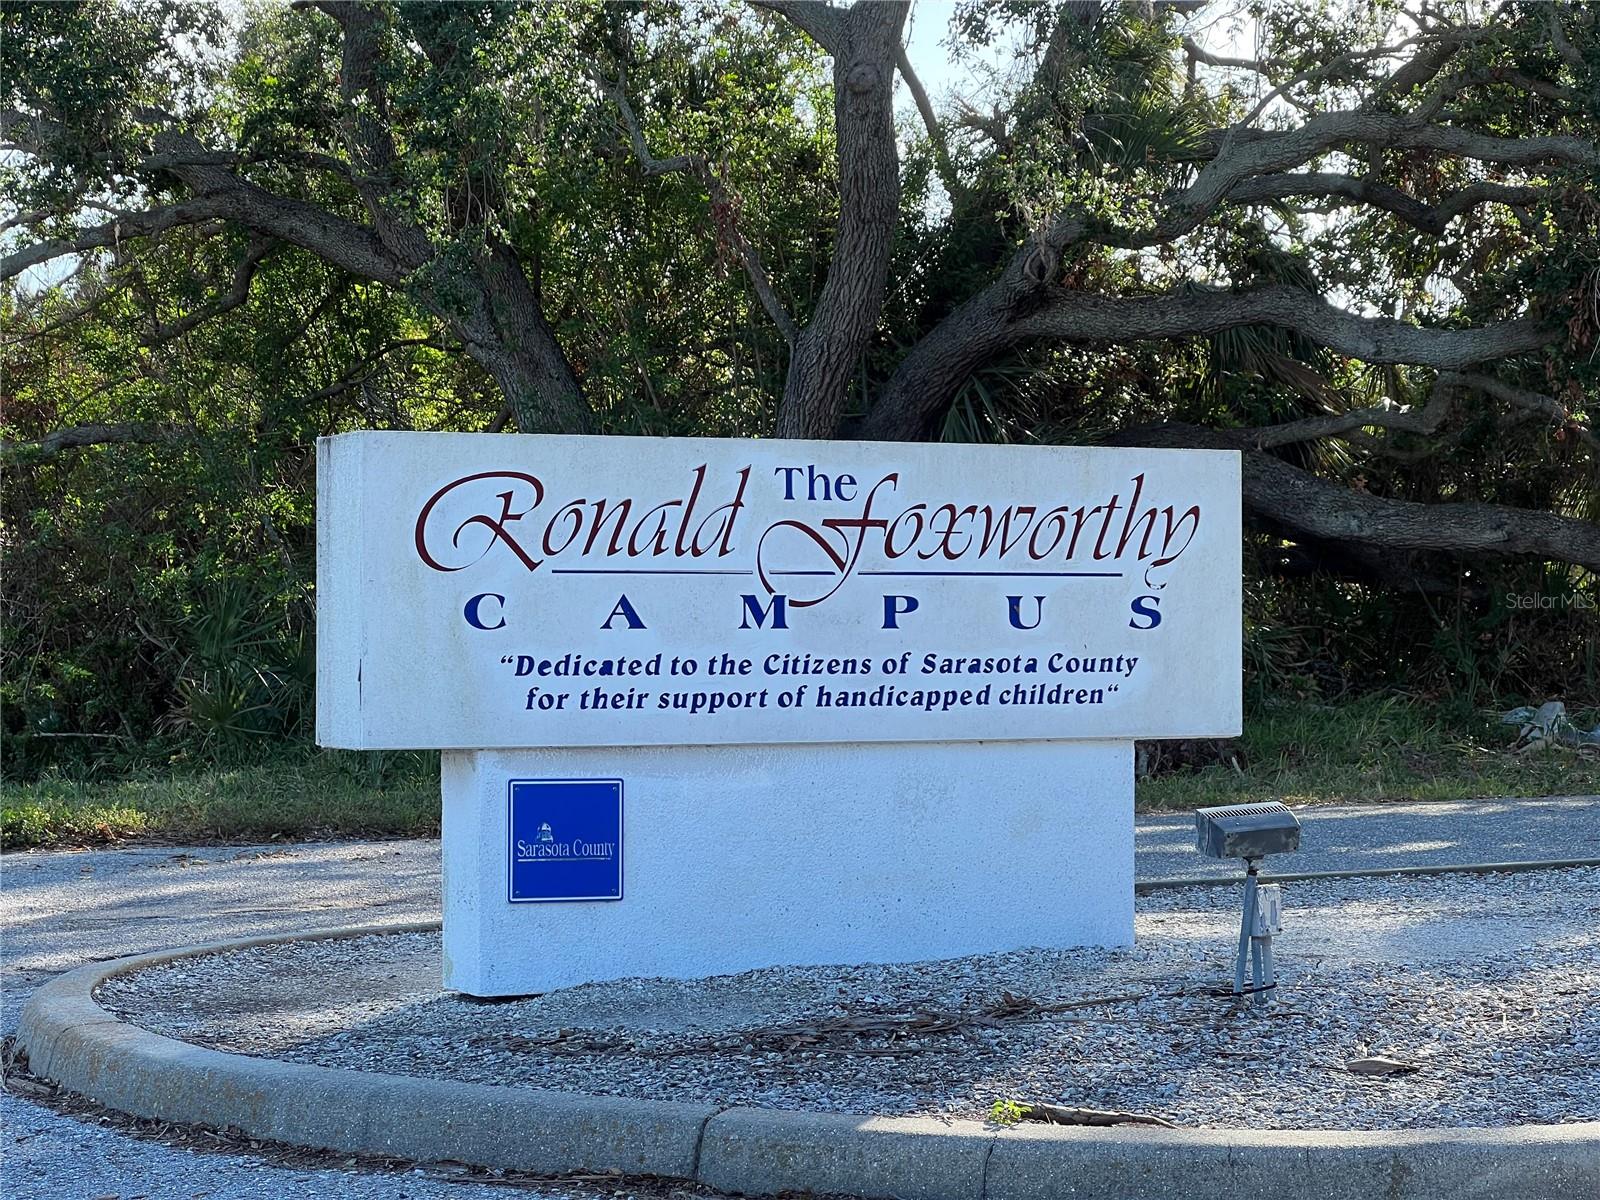 The
Ronald Foxworthy
CAMPUS
“Dedicated to the Citizens of Sarasota County
for their support of handicapped children“
Sarasota County
Stellar MLS